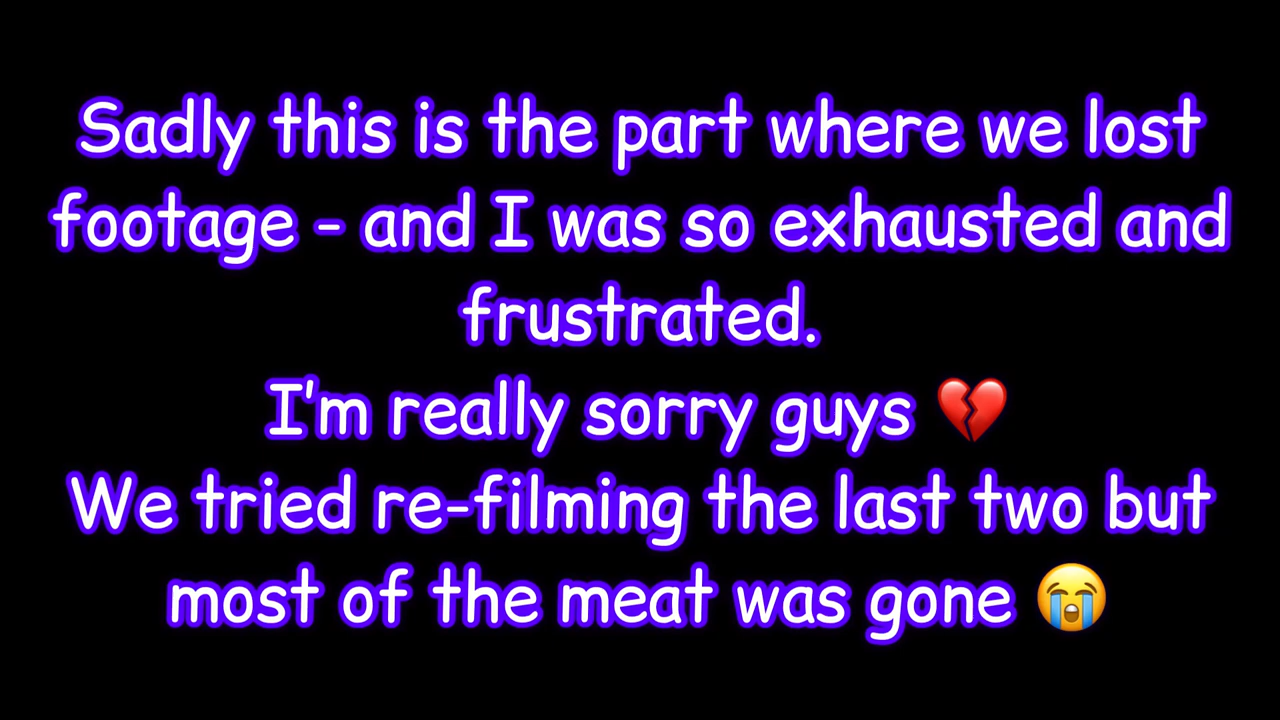 Sadly this is the part where we lost
footage - and I was so exhausted and
frustrated.
I'm really sorry guys 💔
We tried re-filming the last two but
most of the meat was gone 😭